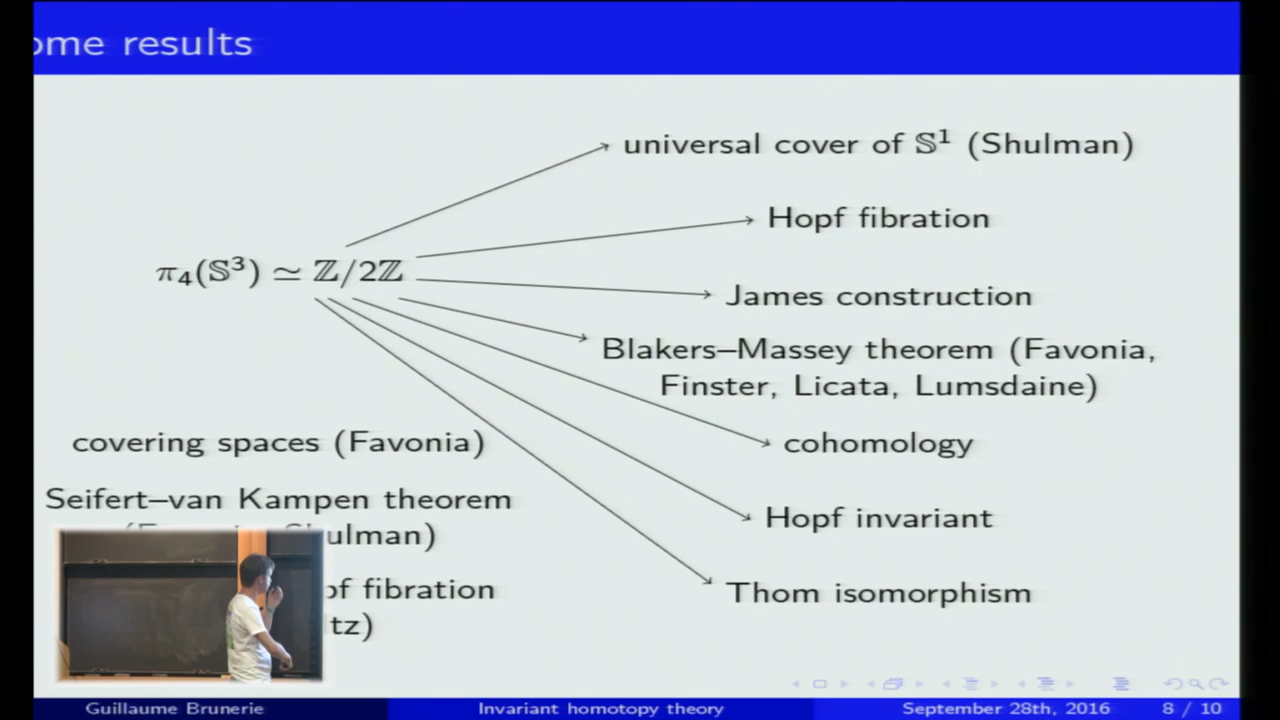 ome results
universal cover of 𝕊¹ (Shulman)
Hopf fibration
π₄(𝕊³) ≃ ℤ/2ℤ
James construction
Blakers–Massey theorem (Favonia,
Finster, Licata, Lumsdaine)
covering spaces (Favonia)
cohomology
Seifert–van Kampen theorem
ulman)
Hopf invariant
of fibration
tz)
Thom isomorphism
Guillaume Brunerie
Invariant homotopy theory
September 28th, 2016
8 / 10